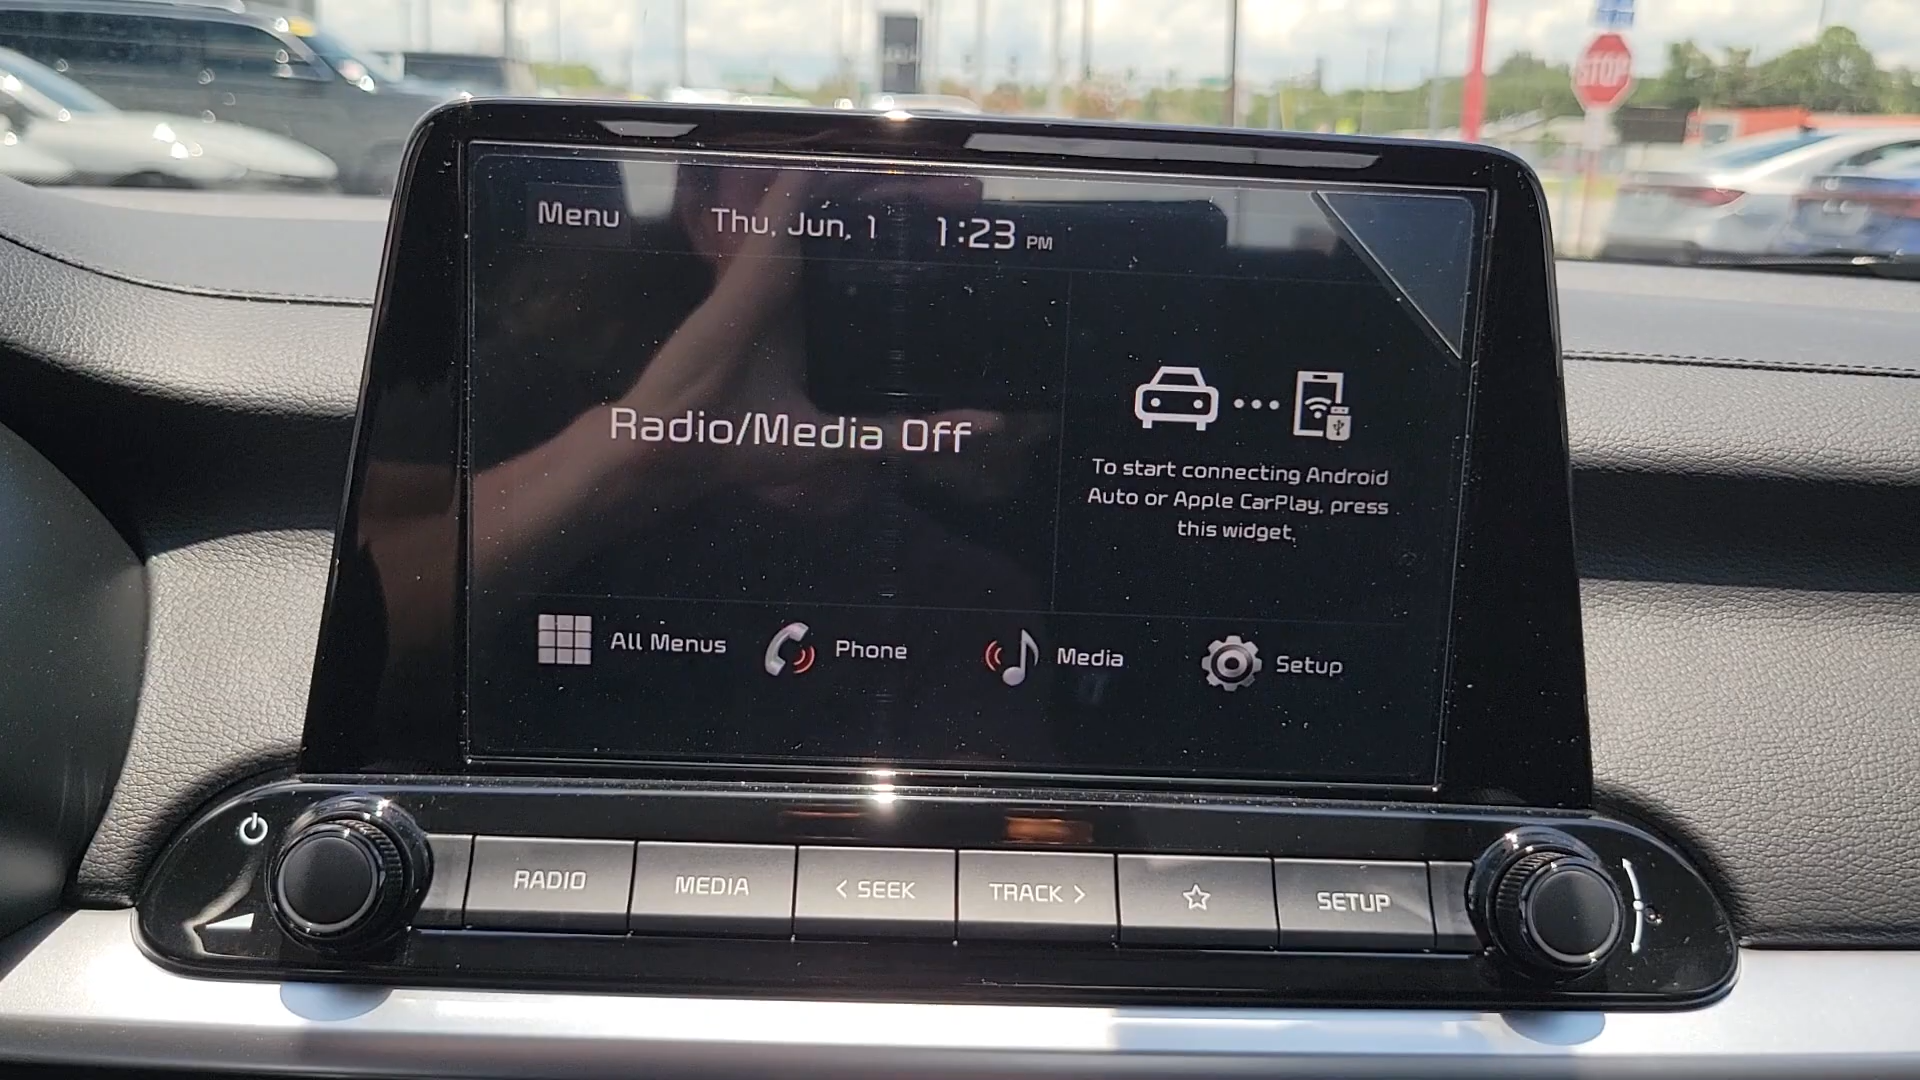 STOP
Menu Thu, Jun, 1 1:23 PM
Radio/Media Off
To start connecting Android
Auto or Apple CarPlay, press
this widget.
All Menus Phone Media Setup
RADIO MEDIA < SEEK TRACK > SETUP